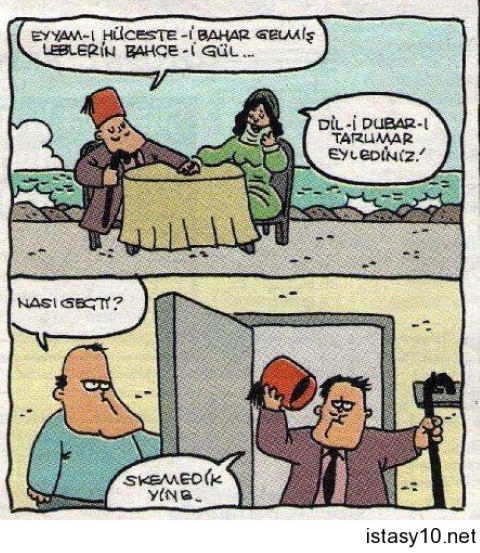 EYYAM-I HÜCESTE-İ BAHAR GELMİŞ
LEBLERİN BAHÇE-İ GÜL...
DİL-İ DUBAR-I
TARUMAR
EYLEDİNİZ!
NASI GEÇTİ?
SKEMEDİK
YİNE..
istasy10.net